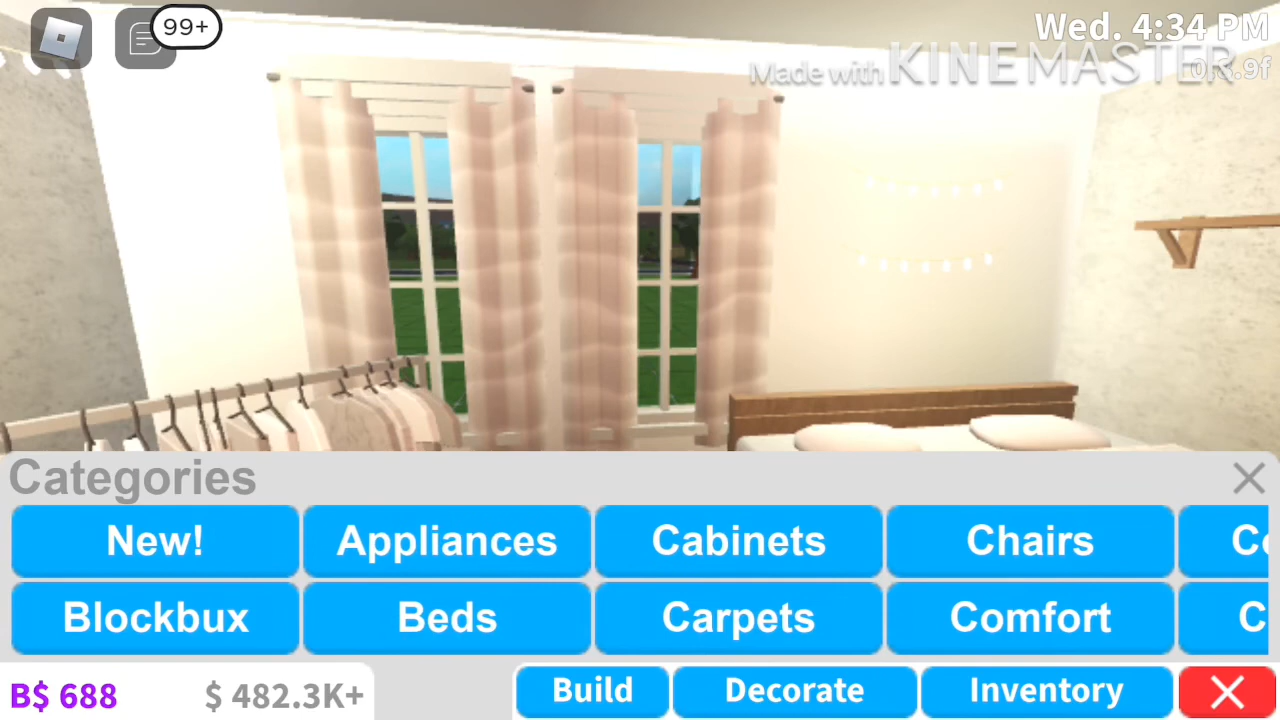 99+
Wed. 4:34 PM
Made with KINEMASTER
Categories
New!
Appliances
Cabinets
Chairs
Blockbux
Beds
Carpets
Comfort
B$ 688
$ 482.3K+
Build
Decorate
Inventory